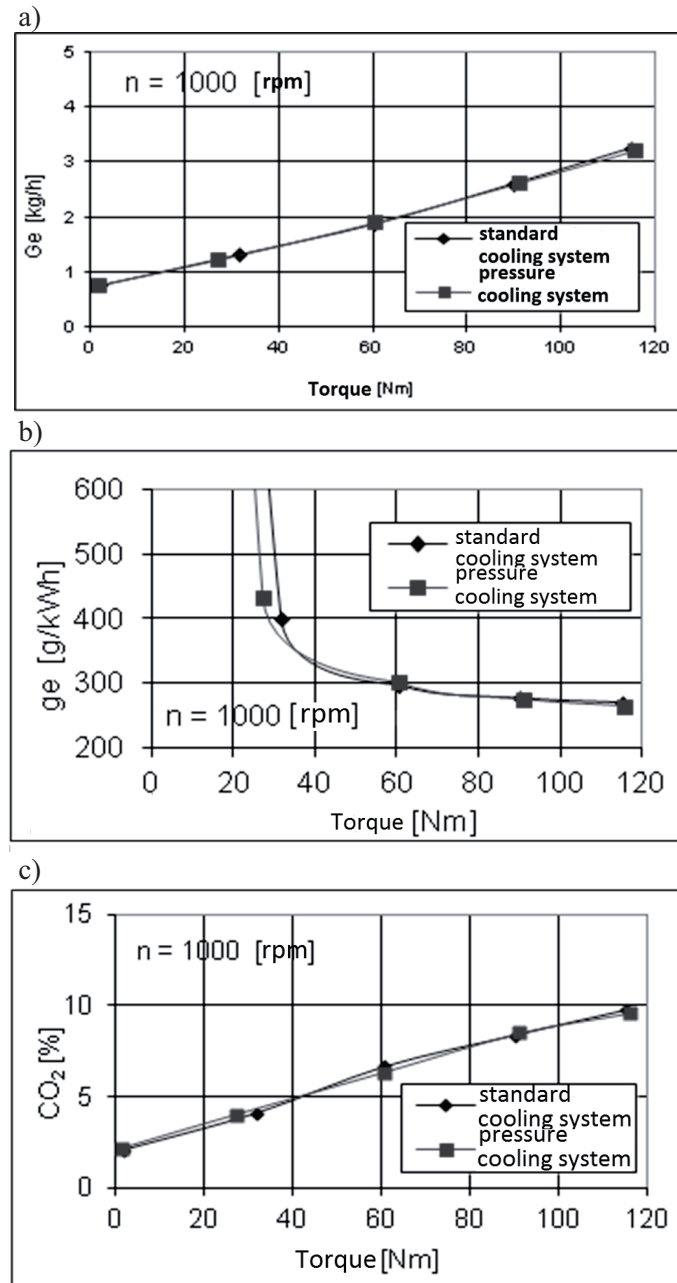 a)
5
n = 1000 [rpm]
4
3
Ge [kg/h]
2
standard
cooling system
pressure
cooling system
1
0
0 20 40 60 80 100 120
Torque [Nm]
b)
600
500
standard
cooling system
pressure
cooling system
ge [g/kWh]
400
300
n = 1000 [rpm]
200
0 20 40 60 80 100 120
Torque [Nm]
c)
15
n = 1000 [rpm]
10
CO₂ [%]
5
standard
cooling system
pressure
cooling system
0
0 20 40 60 80 100 120
Torque [Nm]